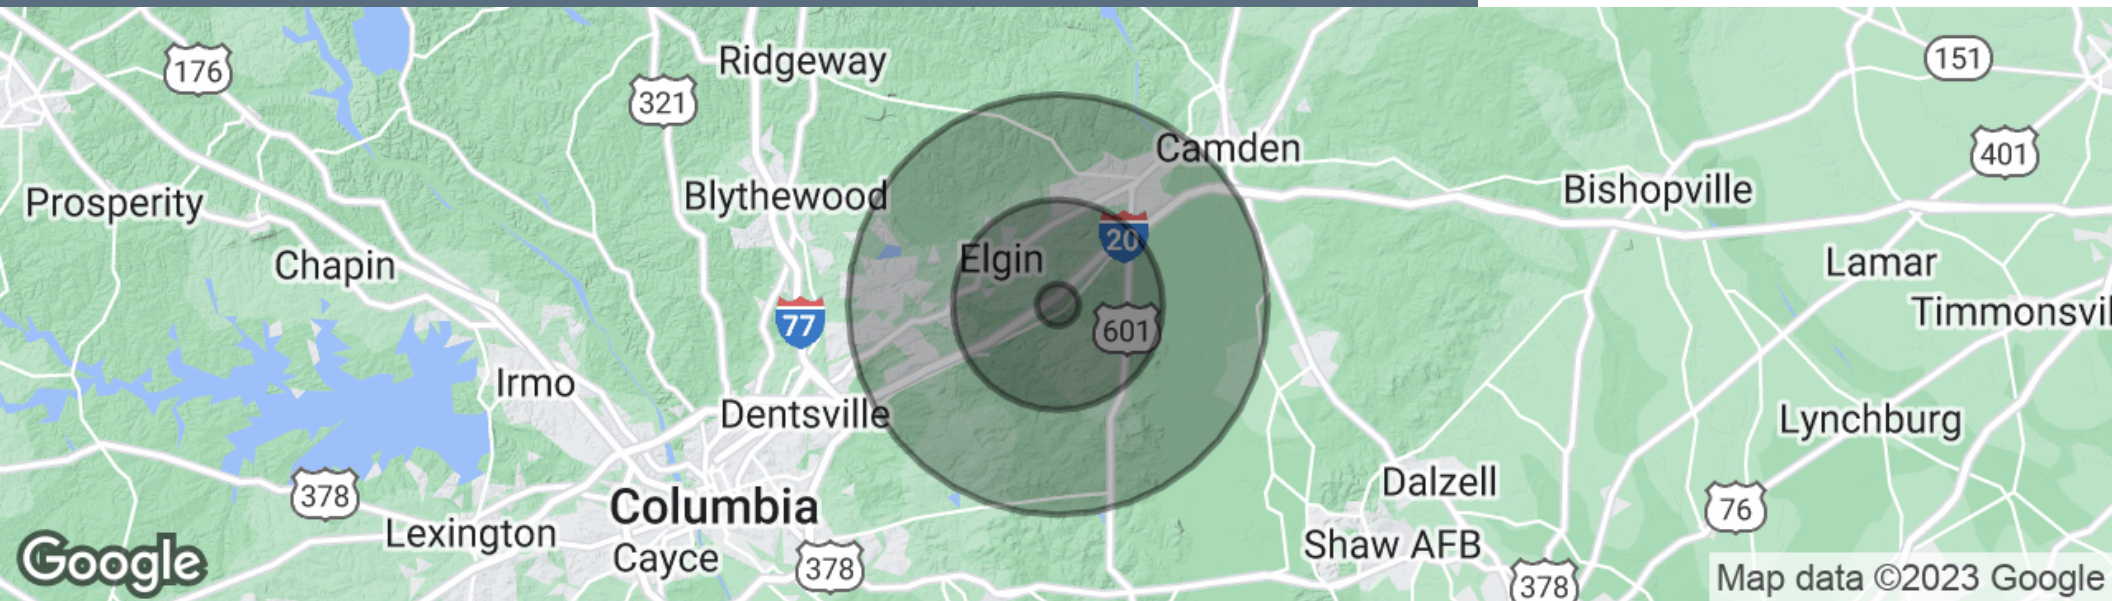 Ridgeway
151
176
321
Camden
401
Blythewood
Bishopville
Prosperity
20
Elgin
Chapin
Lamar
Timmonsvil
77
601
Irmo
Dentsville
Lynchburg
Dalzell
378
Columbia
76
Lexington
Shaw AFB
Cayce
378
378
Google
Map data ©2023 Google